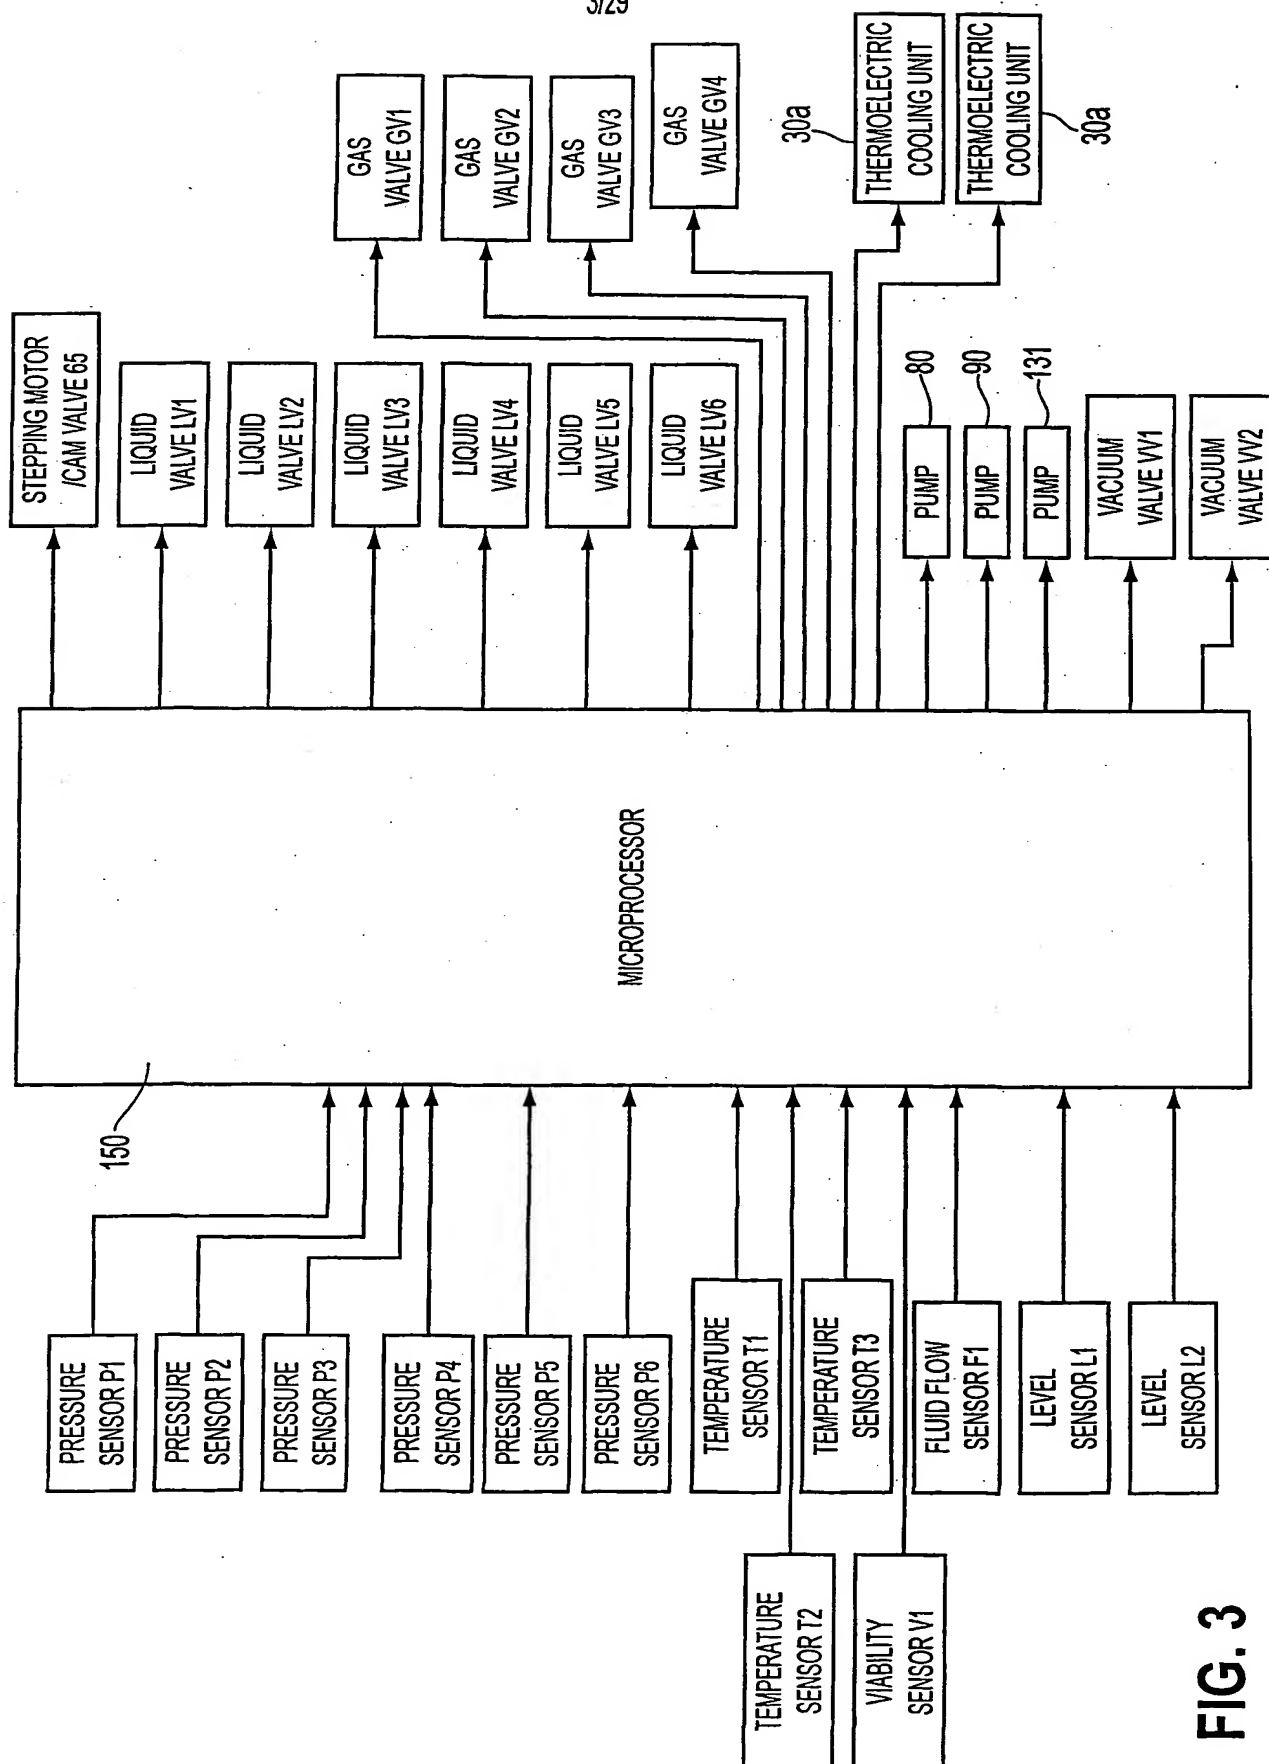 3/29
STEPPING MOTOR
/CAM VALVE 65
LIQUID
VALVE LV1
LIQUID
VALVE LV2
LIQUID
VALVE LV3
LIQUID
VALVE LV4
LIQUID
VALVE LV5
LIQUID
VALVE LV6
GAS
VALVE GV1
GAS
VALVE GV2
GAS
VALVE GV3
GAS
VALVE GV4
30a
THERMOELECTRIC
COOLING UNIT
THERMOELECTRIC
COOLING UNIT
30a
PUMP
80
PUMP
90
PUMP
131
VACUUM
VALVE VV1
VACUUM
VALVE VV2
MICROPROCESSOR
150
PRESSURE
SENSOR P1
PRESSURE
SENSOR P2
PRESSURE
SENSOR P3
PRESSURE
SENSOR P4
PRESSURE
SENSOR P5
PRESSURE
SENSOR P6
TEMPERATURE
SENSOR T1
TEMPERATURE
SENSOR T2
TEMPERATURE
SENSOR T3
VIABILITY
SENSOR V1
FLUID FLOW
SENSOR F1
LEVEL
SENSOR L1
LEVEL
SENSOR L2
FIG. 3